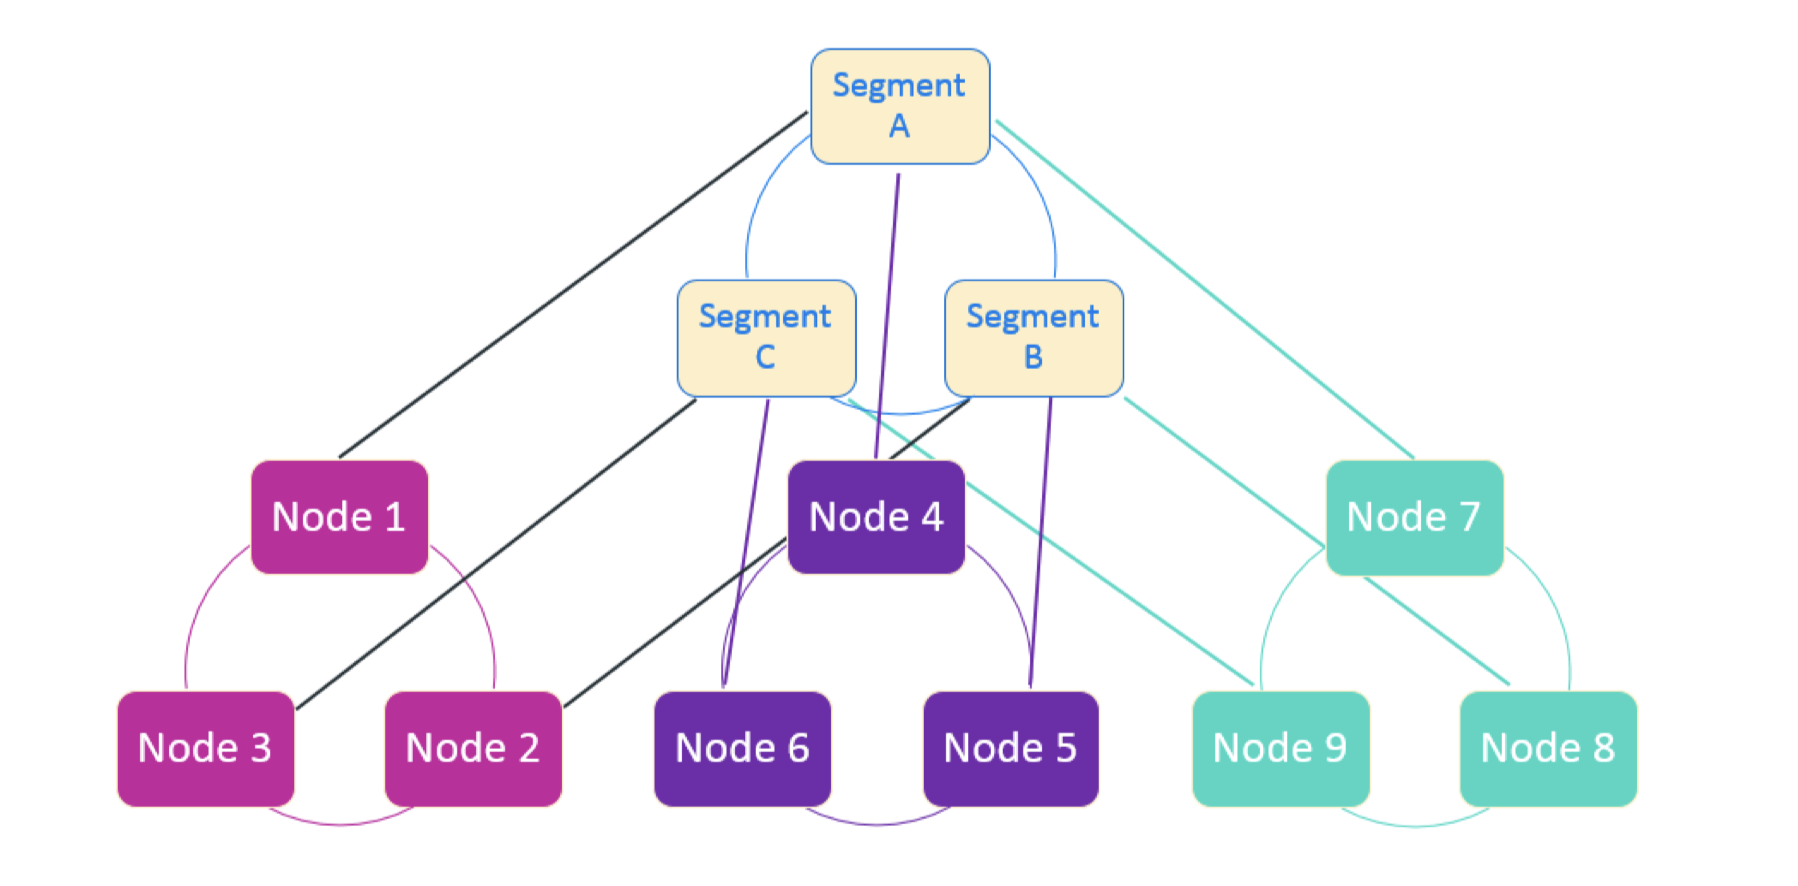 Segment
A
Segment
C
Segment
B
Node 1
Node 4
Node 7
Node 3
Node 2
Node 6
Node 5
Node 9
Node 8